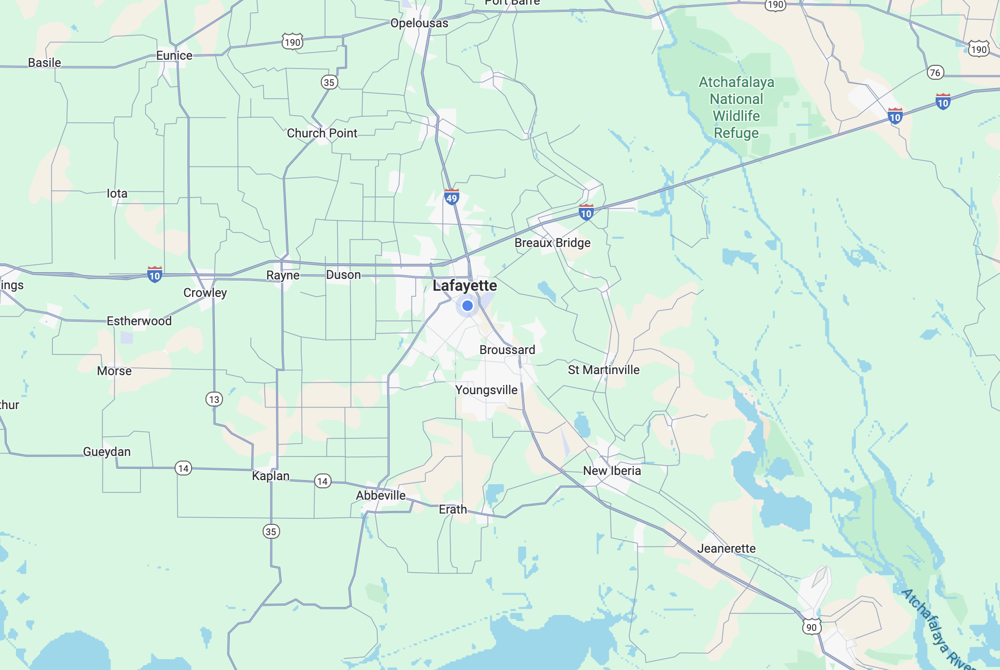 Port Barre
190
Opelousas
190
190
Eunice
Basile
76
35
Atchafalaya
National
Wildlife
Refuge
10
10
Church Point
Iota
49
10
Breaux Bridge
10
Rayne
Duson
ings
Lafayette
Crowley
Estherwood
Broussard
Morse
St Martinville
Youngsville
13
thur
Gueydan
14
New Iberia
Kaplan
14
Abbeville
Erath
35
Jeanerette
Atchafalaya River
90